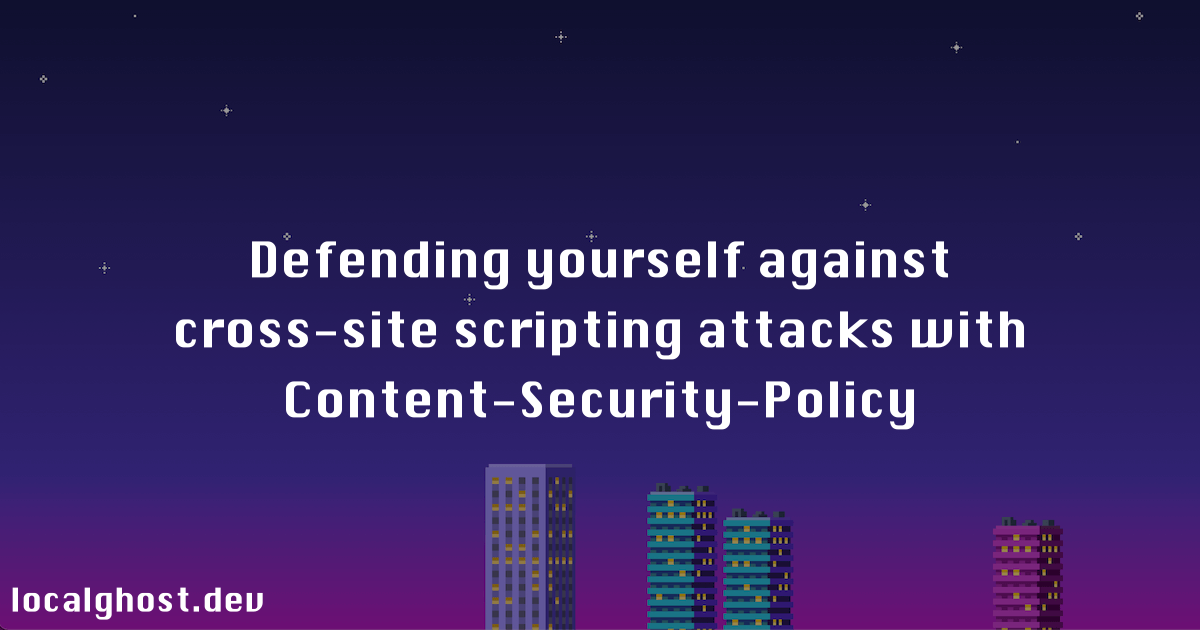 Defending yourself against
cross-site scripting attacks with
Content-Security-Policy
localghost.dev